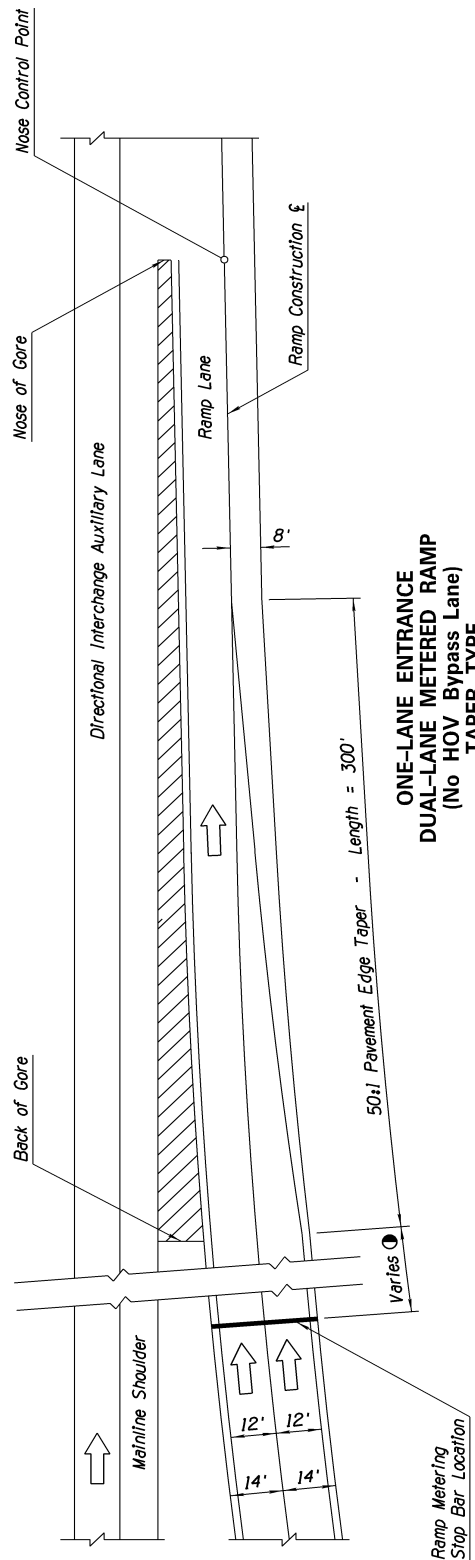 Nose Control Point
Nose of Gore
Back of Gore
Directional Interchange Auxiliary Lane
Mainline Shoulder
Ramp Lane
Ramp Construction ℄
8'
12'
12'
14'
14'
Varies
50:1 Pavement Edge Taper - Length = 300'
Ramp Metering
Stop Bar Location
ONE-LANE ENTRANCE
DUAL-LANE METERED RAMP
(No HOV Bypass Lane)
TAPER TYPE